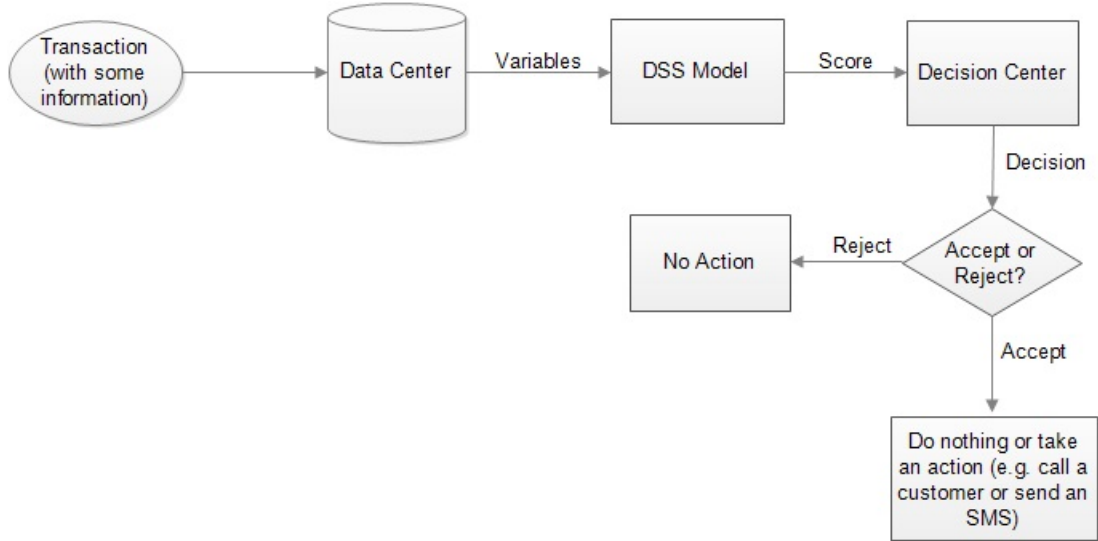 Transaction
(with some
information)
Data Center
Variables
DSS Model
Score
Decision Center
Decision
No Action
Reject
Accept or
Reject?
Accept
Do nothing or take
an action (e.g. call a
customer or send an
SMS)